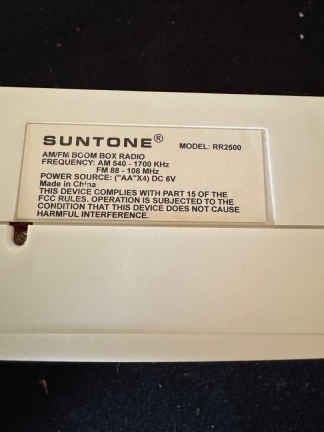 SUNTONE® MODEL: RR2500
AM/FM BOOM BOX RADIO
FREQUENCY: AM 540 - 1700 KHz
FM 88 - 108 MHz
POWER SOURCE: ("AA"X4) DC 6V
Made in China
THIS DEVICE COMPLIES WITH PART 15 OF THE
FCC RULES. OPERATION IS SUBJECTED TO THE
CONDITION THAT THIS DEVICE DOES NOT CAUSE
HARMFUL INTERFERENCE.